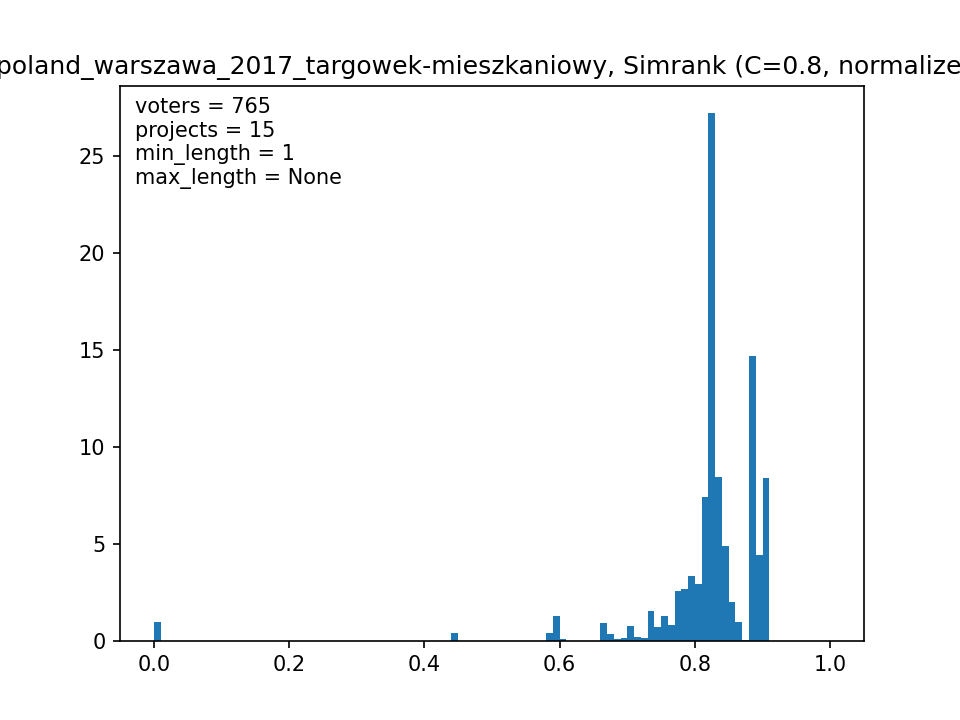 poland_warszawa_2017_targowek-mieszkaniowy, Simrank (C=0.8, normalize
voters = 765
projects = 15
min_length = 1
max_length = None
25
20
15
10
5
0
0.0 0.2 0.4 0.6 0.8 1.0